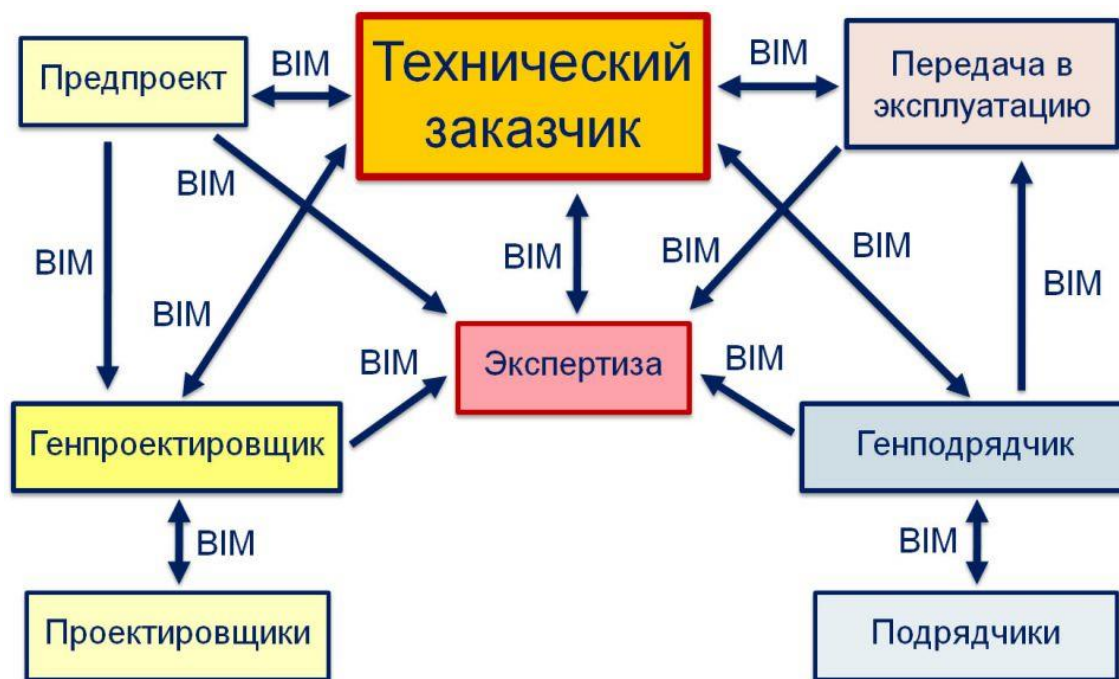 Предпроект
BIM
Технический
заказчик
BIM
Передача в
эксплуатацию
BIM
BIM
BIM
BIM
BIM
BIM
BIM
Экспертиза
BIM
BIM
BIM
Генпроектировщик
Генподрядчик
BIM
BIM
Проектировщики
Подрядчики